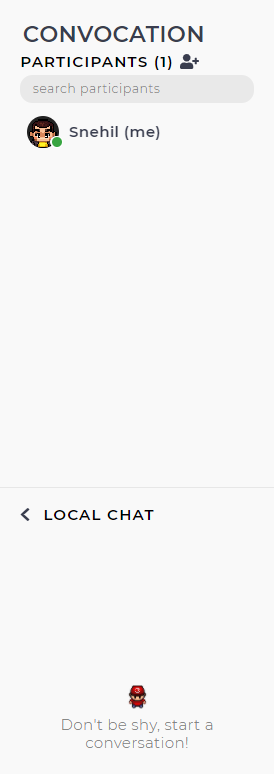 CONVOCATION
PARTICIPANTS (1)
search participants
Snehil (me)
LOCAL CHAT
Don't be shy, start a
conversation!